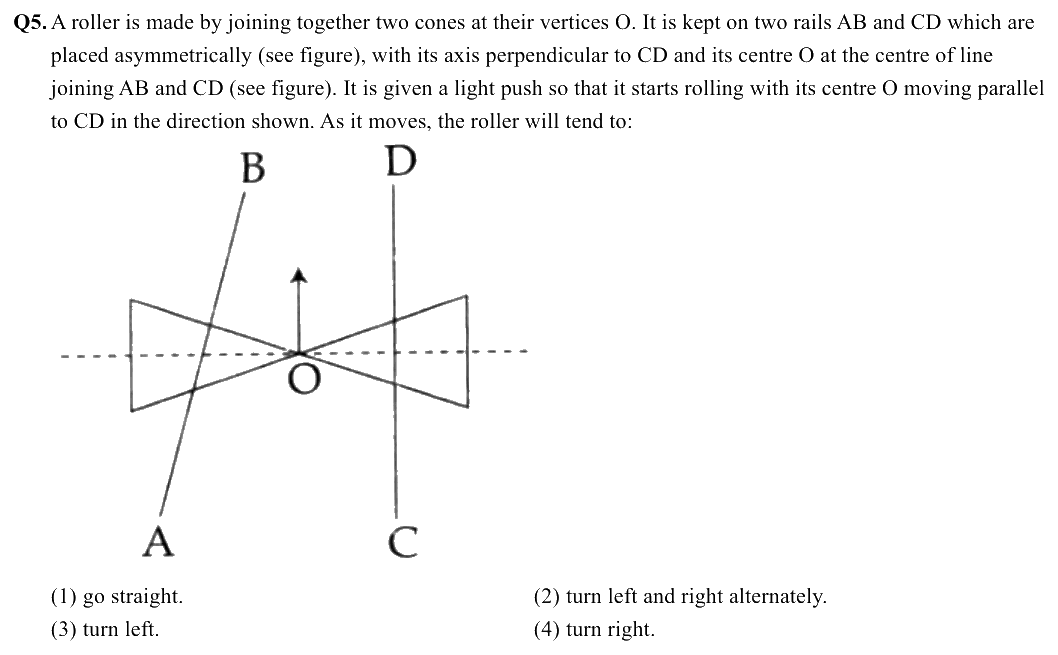 Q5. A roller is made by joining together two cones at their vertices O. It is kept on two rails AB and CD which are
placed asymmetrically (see figure), with its axis perpendicular to CD and its centre O at the centre of line
joining AB and CD (see figure). It is given a light push so that it starts rolling with its centre O moving parallel
to CD in the direction shown. As it moves, the roller will tend to:
B D
O
A C
(1) go straight. (2) turn left and right alternately.
(3) turn left. (4) turn right.